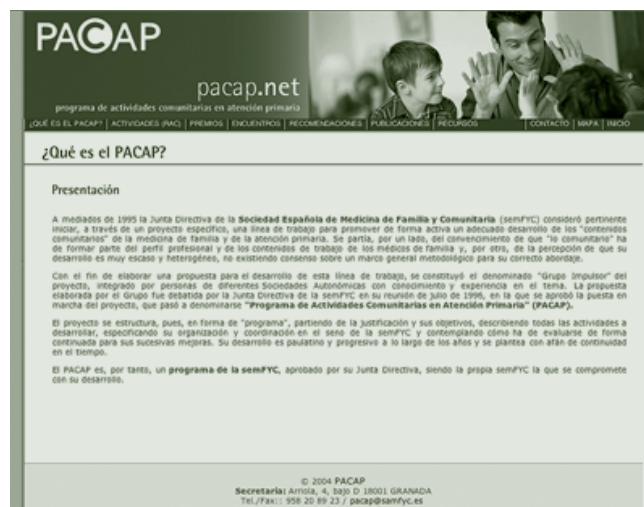 PACAP
pacap.net
programa de actividades comunitarias en atención primaria
¿QUÉ ES EL PACAP? | ACTIVIDADES (RAC) | PREMIOS | ENCUENTROS | RECOMENDACIONES | PUBLICACIONES | RECURSOS | CONTACTO | MAPA | INICIO
¿Qué es el PACAP?
Presentación
A mediados de 1995 la Junta Directiva de la Sociedad Española de Medicina de Familia y Comunitaria (semFYC) consideró pertinente
iniciar, a través de un proyecto específico, una línea de trabajo para promover de forma activa un adecuado desarrollo de los "contenidos
comunitarios" de la medicina de familia y de la atención primaria. Se partía, por un lado, del convencimiento de que "lo comunitario" ha
de formar parte del perfil profesional y de los contenidos de trabajo de los médicos de familia y, por otro, de la percepción de que su
desarrollo es muy escaso y heterogéneo, no existiendo consenso sobre un marco general metodológico para su correcto abordaje.
Con el fin de elaborar una propuesta para el desarrollo de esta línea de trabajo, se constituyó el denominado "Grupo Impulsor" del
proyecto, integrado por personas de diferentes Sociedades Autonómicas con conocimiento y experiencia en el tema. La propuesta
elaborada por el Grupo fue debatida por la Junta Directiva de la semFYC en su reunión de julio de 1996, en la que se aprobó la puesta en
marcha del proyecto, que pasó a denominarse "Programa de Actividades Comunitarias en Atención Primaria" (PACAP).
El proyecto se estructura, pues, en forma de "programa", partiendo de la justificación y sus objetivos, describiendo todas las actividades a
desarrollar, especificando su organización y coordinación en el seno de la semFYC y contemplando cómo ha de evaluarse de forma
continuada para sus sucesivas mejoras. Su desarrollo es paulatino y progresivo a lo largo de los años y se plantea con afán de continuidad
en el tiempo.
El PACAP es, por tanto, un programa de la semFYC, aprobado por su Junta Directiva, siendo la propia semFYC la que se compromete
con su desarrollo.
© 2004 PACAP
Secretaría: Arriola, 4, bajo D 18001 GRANADA
Tel./Fax:: 958 20 89 23 / pacap@samfyc.es